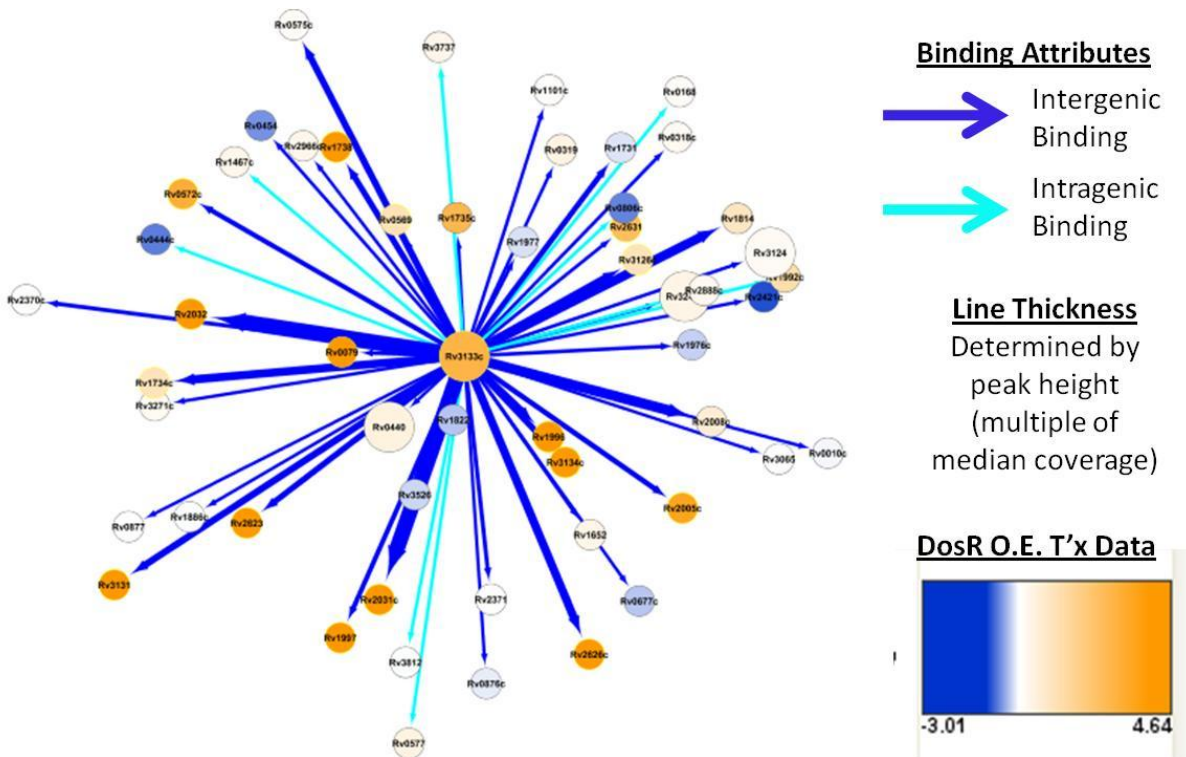 Rv0575c
Rv3737
Rv1101c
Rv0168
Rv0454
Rv2966c
Rv1738
Rv0319
Rv1731
Rv0318c
Rv1467c
Rv0572c
Rv0569
Rv1735c
Rv0806c
Rv2631
Rv1814
Rv0444c
Rv1977
Rv3126c
Rv3124
Rv1992c
Rv2888c
Rv2421c
Rv2370c
Rv2032
Rv0079
Rv3133c
Rv1976c
Rv1734c
Rv3271c
Rv0440
Rv1822
Rv2008c
Rv1996
Rv3134c
Rv3065
Rv0010c
Rv3526
Rv2005c
Rv0877
Rv1886c
Rv2623
Rv1652
Rv3131
Rv2031c
Rv2371
Rv0677c
Rv1997
Rv3812
Rv0876c
Rv2626c
Rv0577
Binding Attributes
Intergenic
Binding
Intragenic
Binding
Line Thickness
Determined by
peak height
(multiple of
median coverage)
DosR O.E. T'x Data
-3.01 4.64